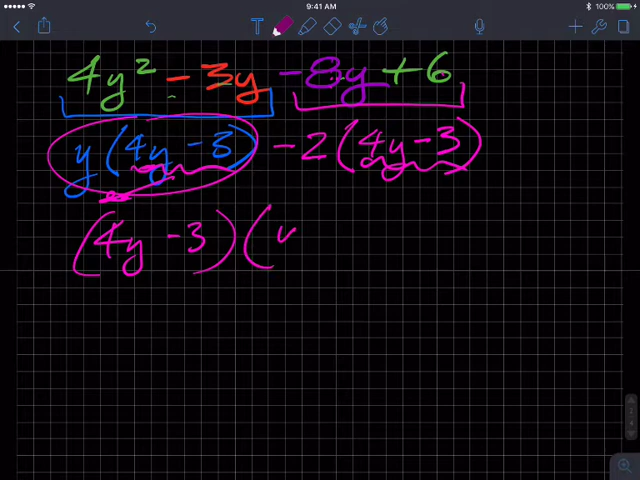 9:41 AM
100%
T
4y² - 3y - 8y + 6
y(4y - 3) - 2(4y - 3)
(4y - 3)(